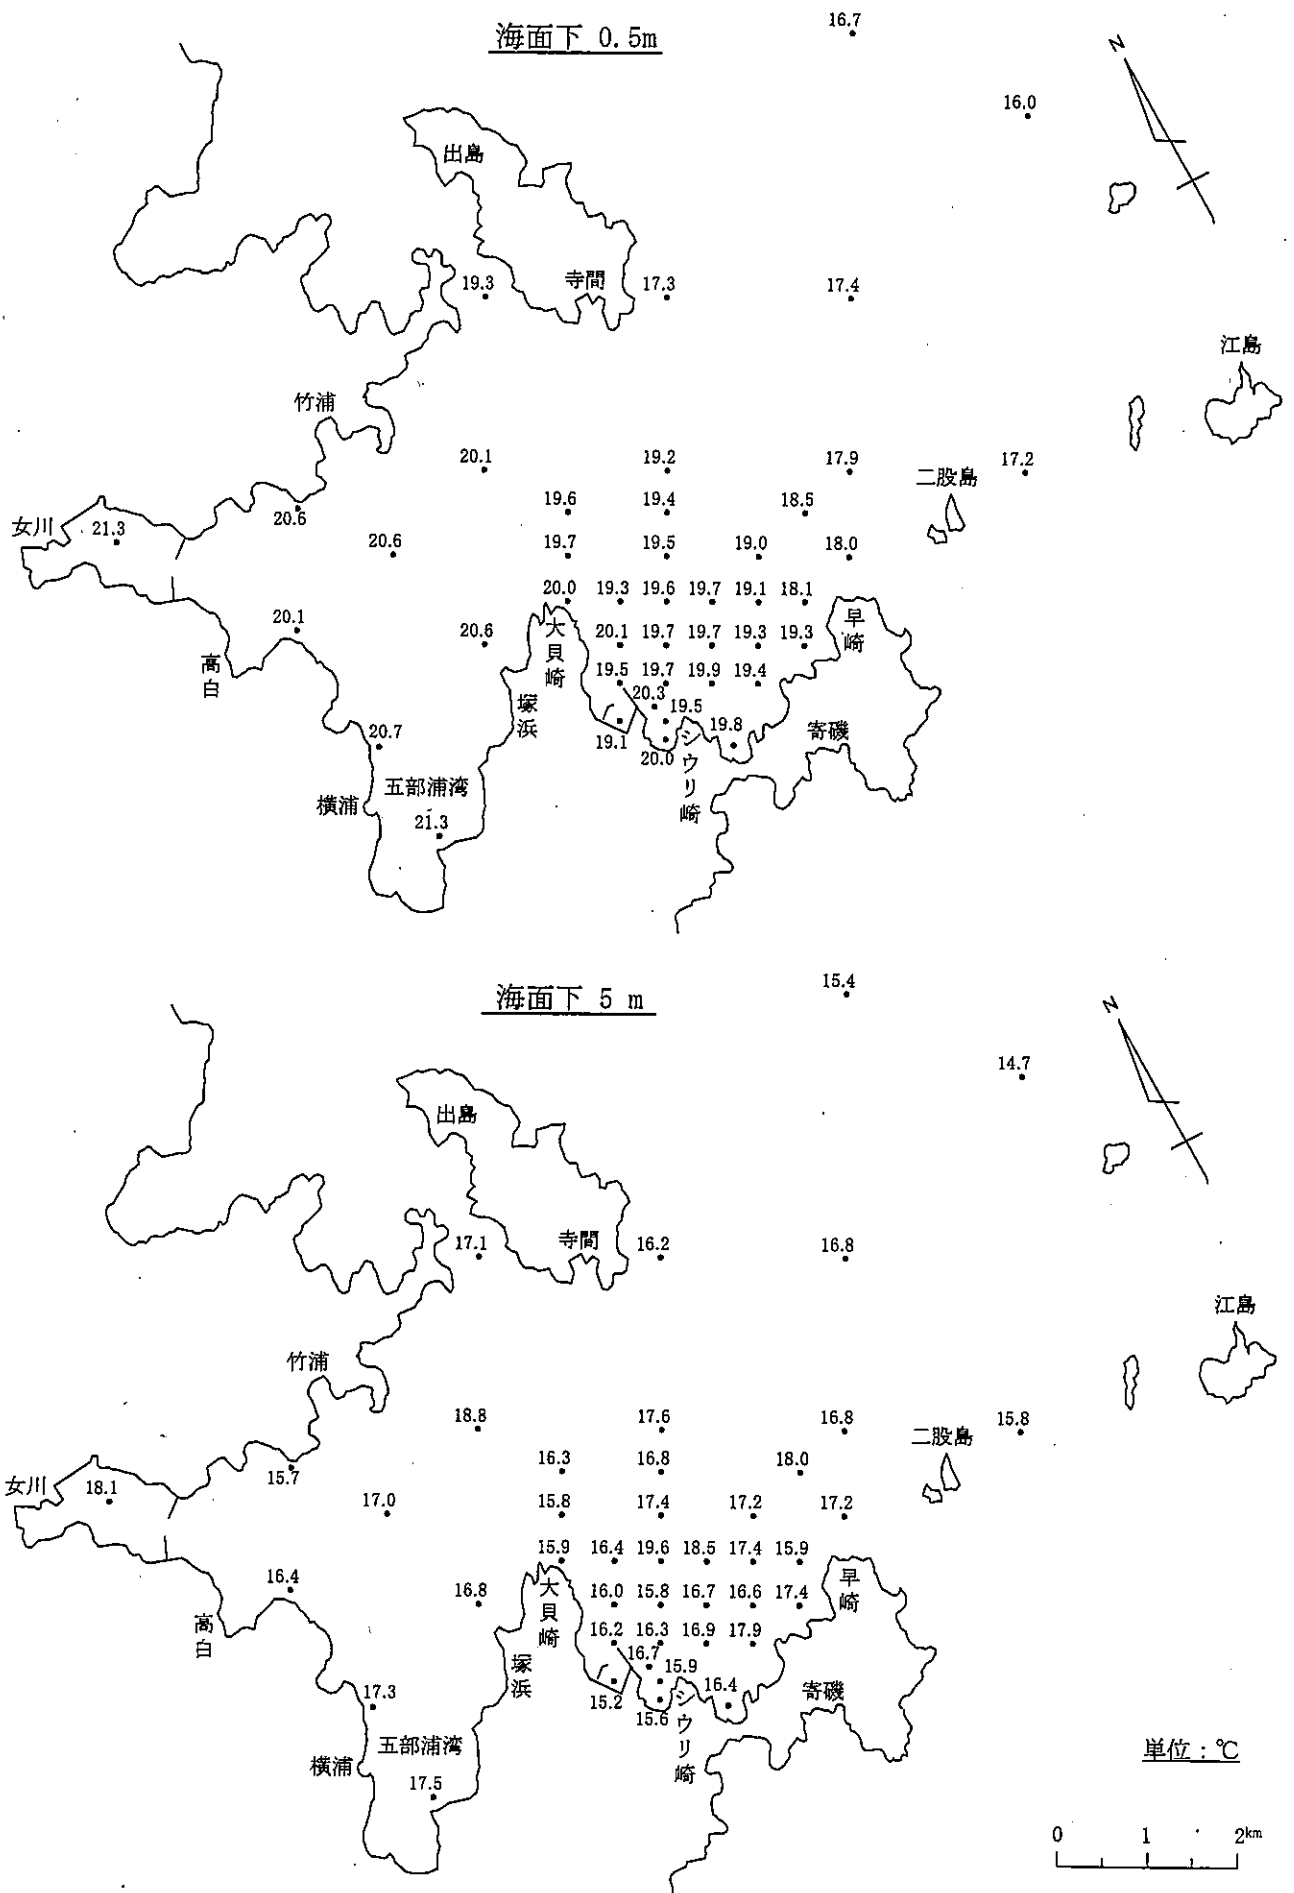 海面下 0.5m
16.7
N
16.0
出島
19.3
寺間
17.3
17.4
江島
竹浦
20.1
19.2
17.9
17.2
二股島
19.6
19.4
18.5
20.6
女川
21.3
20.6
19.7
19.5
19.0
18.0
20.0
19.3
19.6
19.7
19.1
18.1
20.1
20.6
20.1
19.7
19.7
19.3
19.3
大貝崎
早崎
高白
19.5
19.7
19.9
19.4
塚浜
20.3
19.5
19.8
寄磯
19.1
20.0
シウリ崎
20.7
五部浦湾
横浦
21.3
海面下 5 m
15.4
N
14.7
出島
17.1
寺間
16.2
16.8
江島
竹浦
18.8
17.6
16.8
15.8
二股島
16.3
16.8
18.0
15.7
女川
18.1
17.0
15.8
17.4
17.2
17.2
15.9
16.4
19.6
18.5
17.4
15.9
16.4
16.8
16.0
15.8
16.7
16.6
17.4
大貝崎
早崎
高白
16.2
16.3
16.9
17.9
塚浜
16.7
15.9
16.4
寄磯
15.2
15.6
シウリ崎
17.3
五部浦湾
横浦
17.5
単位：℃
0 1 2km